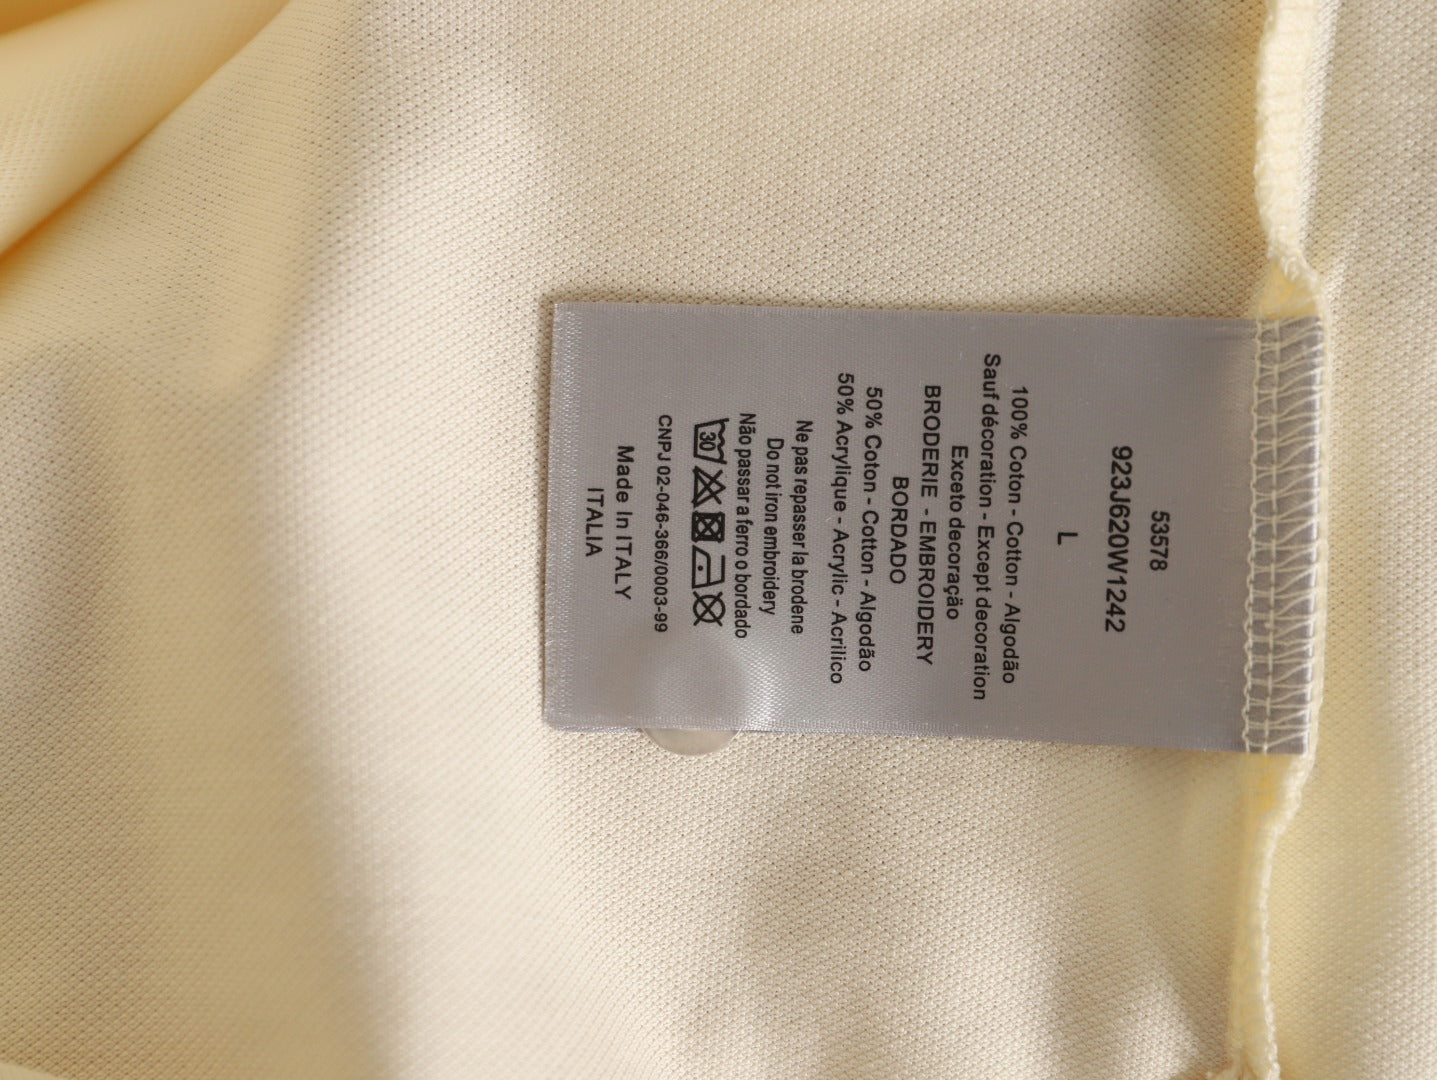 53578
923J620W1242
L
100% Coton - Cotton - Algodão
Sauf décoration - Except decoration
Exceto decoração
BRODERIE - EMBROIDERY
BORDADO
50% Coton - Cotton - Algodão
50% Acrylique - Acrylic - Acrilico
Ne pas repasser la brodene
Do not iron embroidery
Não passar a ferro o bordado
30
CNPJ 02-046-366/0003-99
Made In ITALY
ITALIA